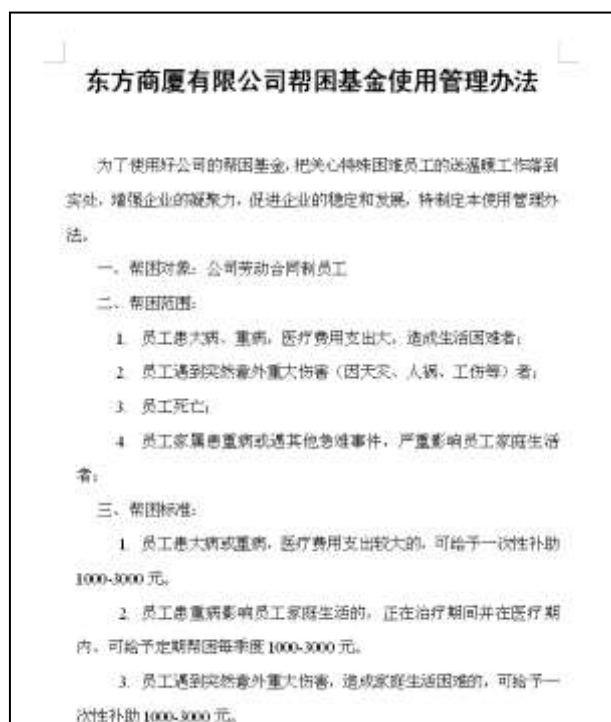 东方商厦有限公司帮困基金使用管理办法
为了使用好公司的帮困基金，把关心特殊困难员工的送温暖工作落到
实处，增强企业的凝聚力，促进企业的稳定和发展，特制定本使用管理办
法。
一、帮困对象：公司劳动合同制员工
二、帮困范围：
1. 员工患大病、重病，医疗费用支出大，造成生活困难者；
2. 员工遇到突然意外重大伤害（因天灾、人祸、工伤等）者；
3. 员工死亡；
4. 员工家属患重病或遇其他急难事件，严重影响员工家庭生活
者；
三、帮困标准：
1. 员工患大病或重病，医疗费用支出较大的，可给予一次性补助
1000-3000 元。
2. 员工患重病影响员工家庭生活的，正在治疗期间并在医疗期
内，可给予定期帮困每季度 1000-3000 元。
3. 员工遇到突然意外重大伤害，造成家庭生活困难的，可给予一
次性补助 1000-3000 元。